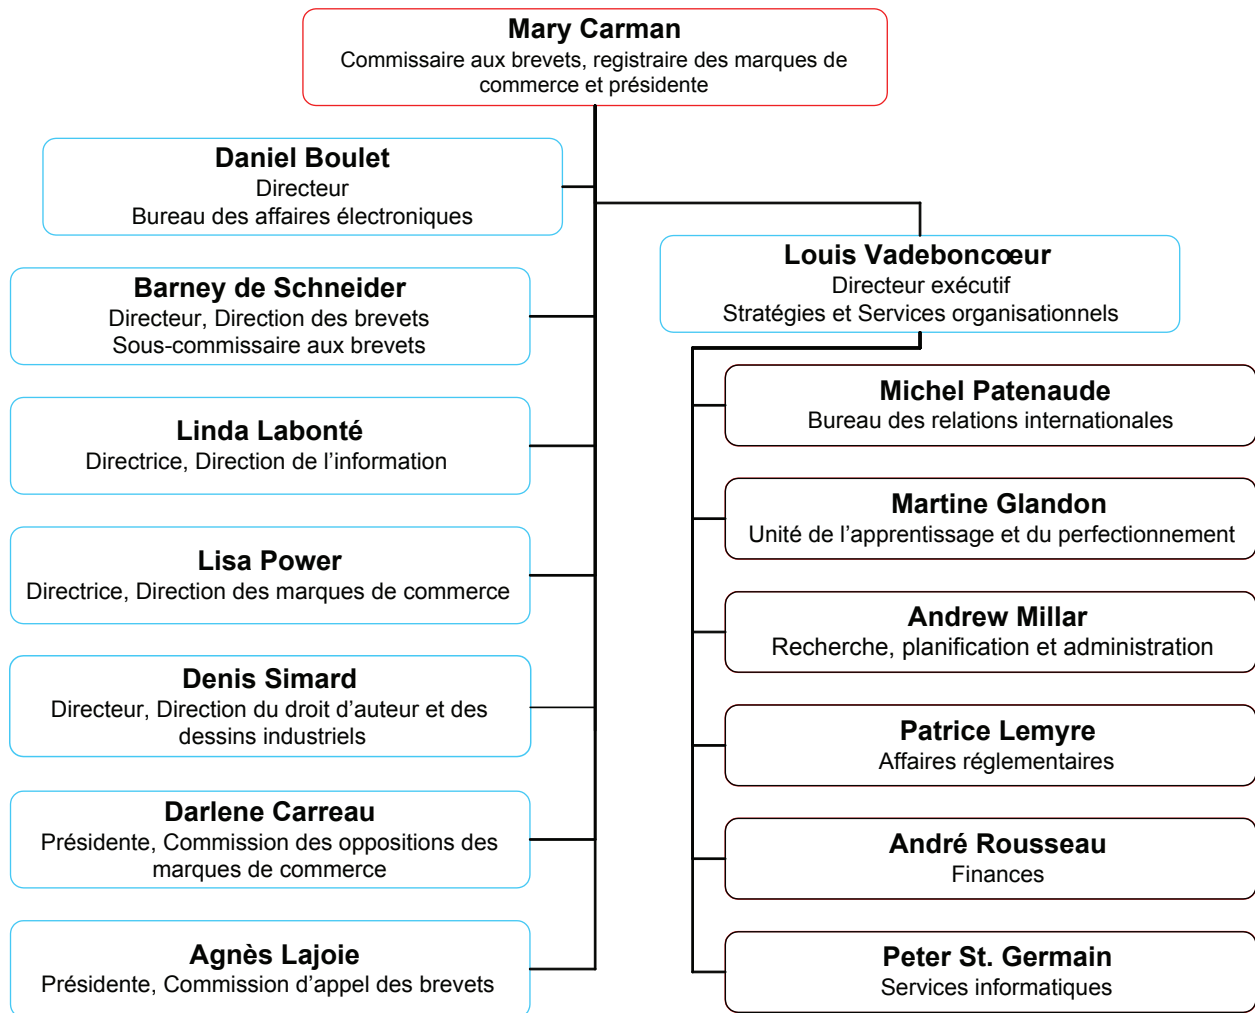 Mary Carman
Commissaire aux brevets, registraire des marques de
commerce et présidente
Daniel Boulet
Directeur
Bureau des affaires électroniques
Barney de Schneider
Directeur, Direction des brevets
Sous-commissaire aux brevets
Linda Labonté
Directrice, Direction de l’information
Lisa Power
Directrice, Direction des marques de commerce
Denis Simard
Directeur, Direction du droit d’auteur et des
dessins industriels
Darlene Carreau
Présidente, Commission des oppositions des
marques de commerce
Agnès Lajoie
Présidente, Commission d’appel des brevets
Louis Vadeboncœur
Directeur exécutif
Stratégies et Services organisationnels
Michel Patenaude
Bureau des relations internationales
Martine Glandon
Unité de l’apprentissage et du perfectionnement
Andrew Millar
Recherche, planification et administration
Patrice Lemyre
Affaires réglementaires
André Rousseau
Finances
Peter St. Germain
Services informatiques